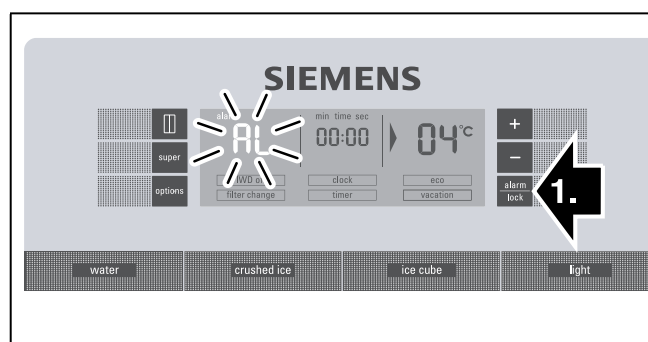 SIEMENS
alarm
min time sec
AL
00:00
04°C
super
options
+
−
alarm
lock
1.
IWD off
clock
eco
filter change
timer
vacation
water
crushed ice
ice cube
light